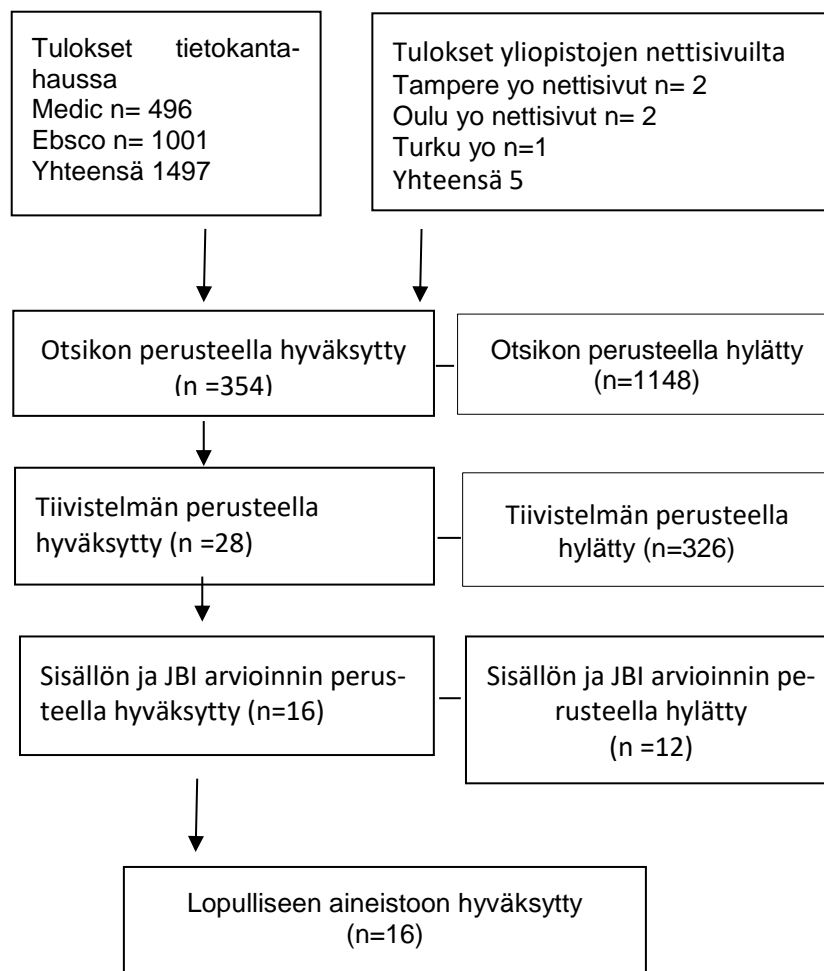 Tulokset tietokanta-
haussa
Medic n= 496
Ebsco n= 1001
Yhteensä 1497
Tulokset yliopistojen nettisivuilta
Tampere yo nettisivut n= 2
Oulu yo nettisivut n= 2
Turku yo n=1
Yhteensä 5
Otsikon perusteella hyväksytty
(n =354)
Otsikon perusteella hylätty
(n=1148)
Tiivistelmän perusteella
hyväksytty (n =28)
Tiivistelmän perusteella
hylätty (n=326)
Sisällön ja JBI arvioinnin perus-
teella hyväksytty (n=16)
Sisällön ja JBI arvioinnin pe-
rusteella hylätty
(n =12)
Lopulliseen aineistoon hyväksytty
(n=16)